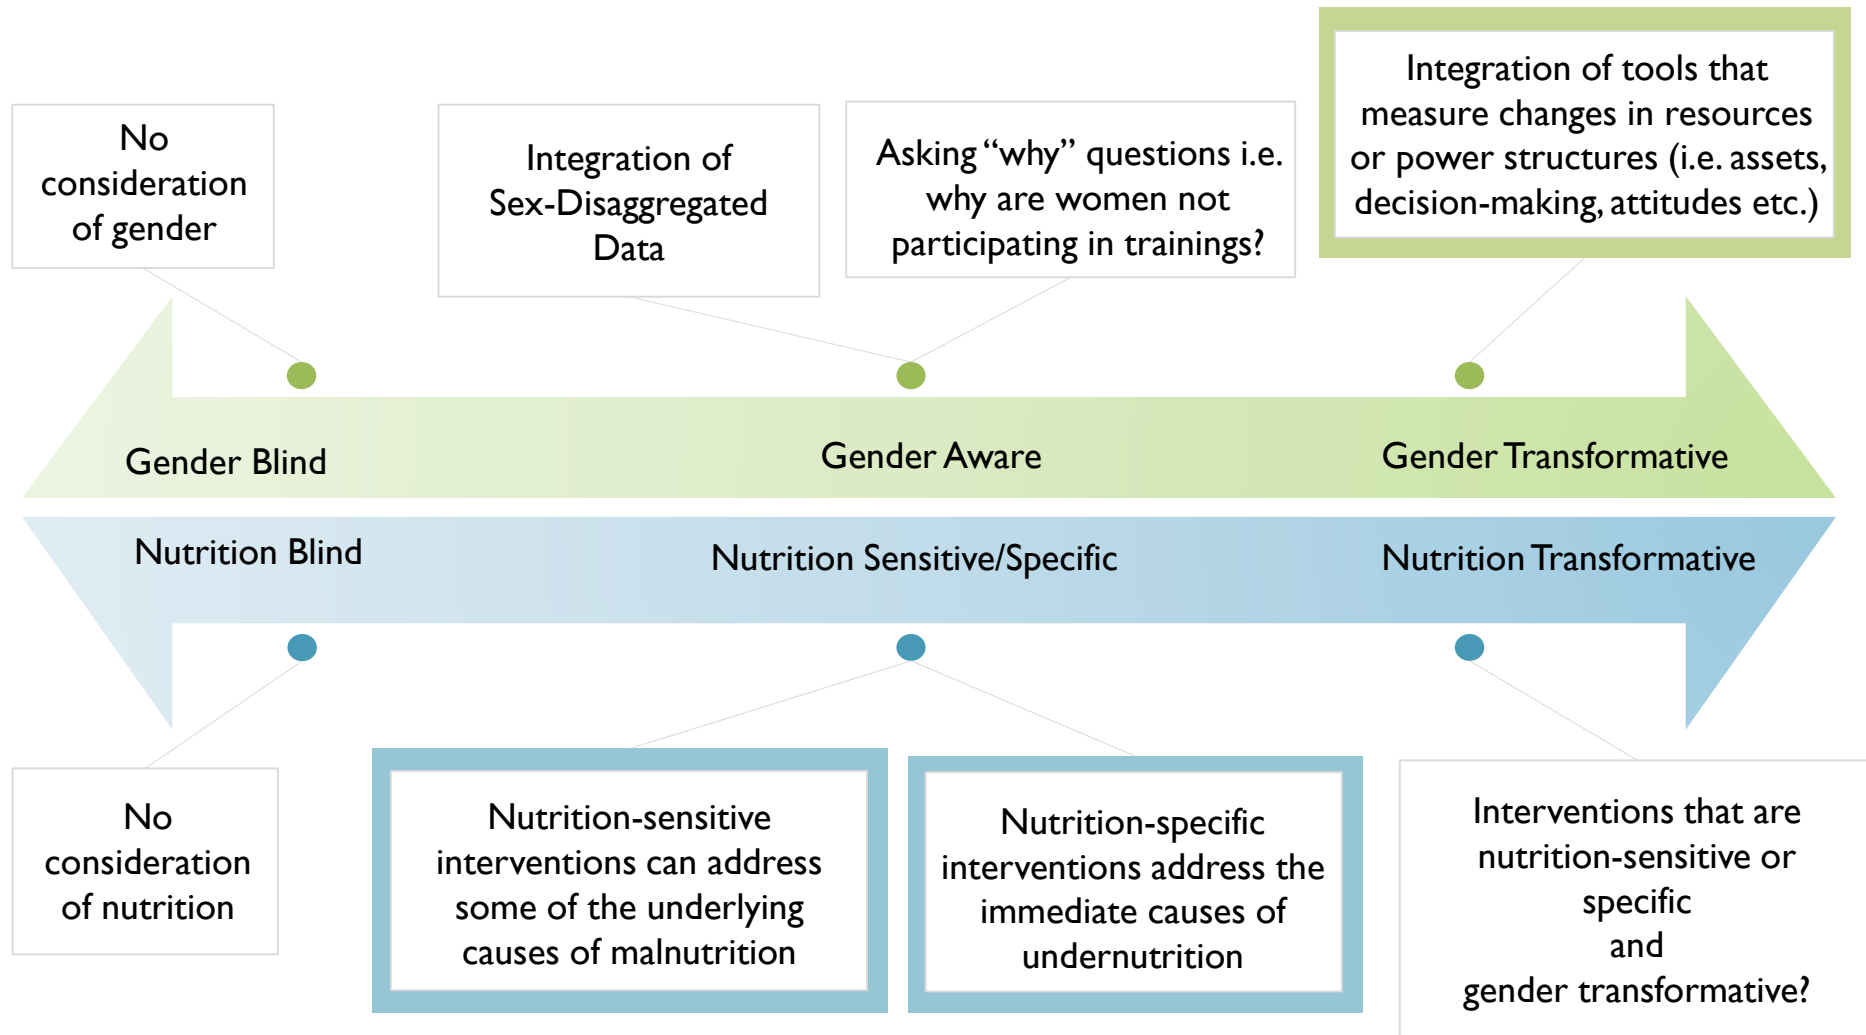 No
consideration
of gender
Integration of
Sex-Disaggregated
Data
Asking “why” questions i.e.
why are women not
participating in trainings?
Integration of tools that
measure changes in resources
or power structures (i.e. assets,
decision-making, attitudes etc.)
Gender Blind
Gender Aware
Gender Transformative
Nutrition Blind
Nutrition Sensitive/Specific
Nutrition Transformative
No
consideration
of nutrition
Nutrition-sensitive
interventions can address
some of the underlying
causes of malnutrition
Nutrition-specific
interventions address the
immediate causes of
undernutrition
Interventions that are
nutrition-sensitive or
specific
and
gender transformative?